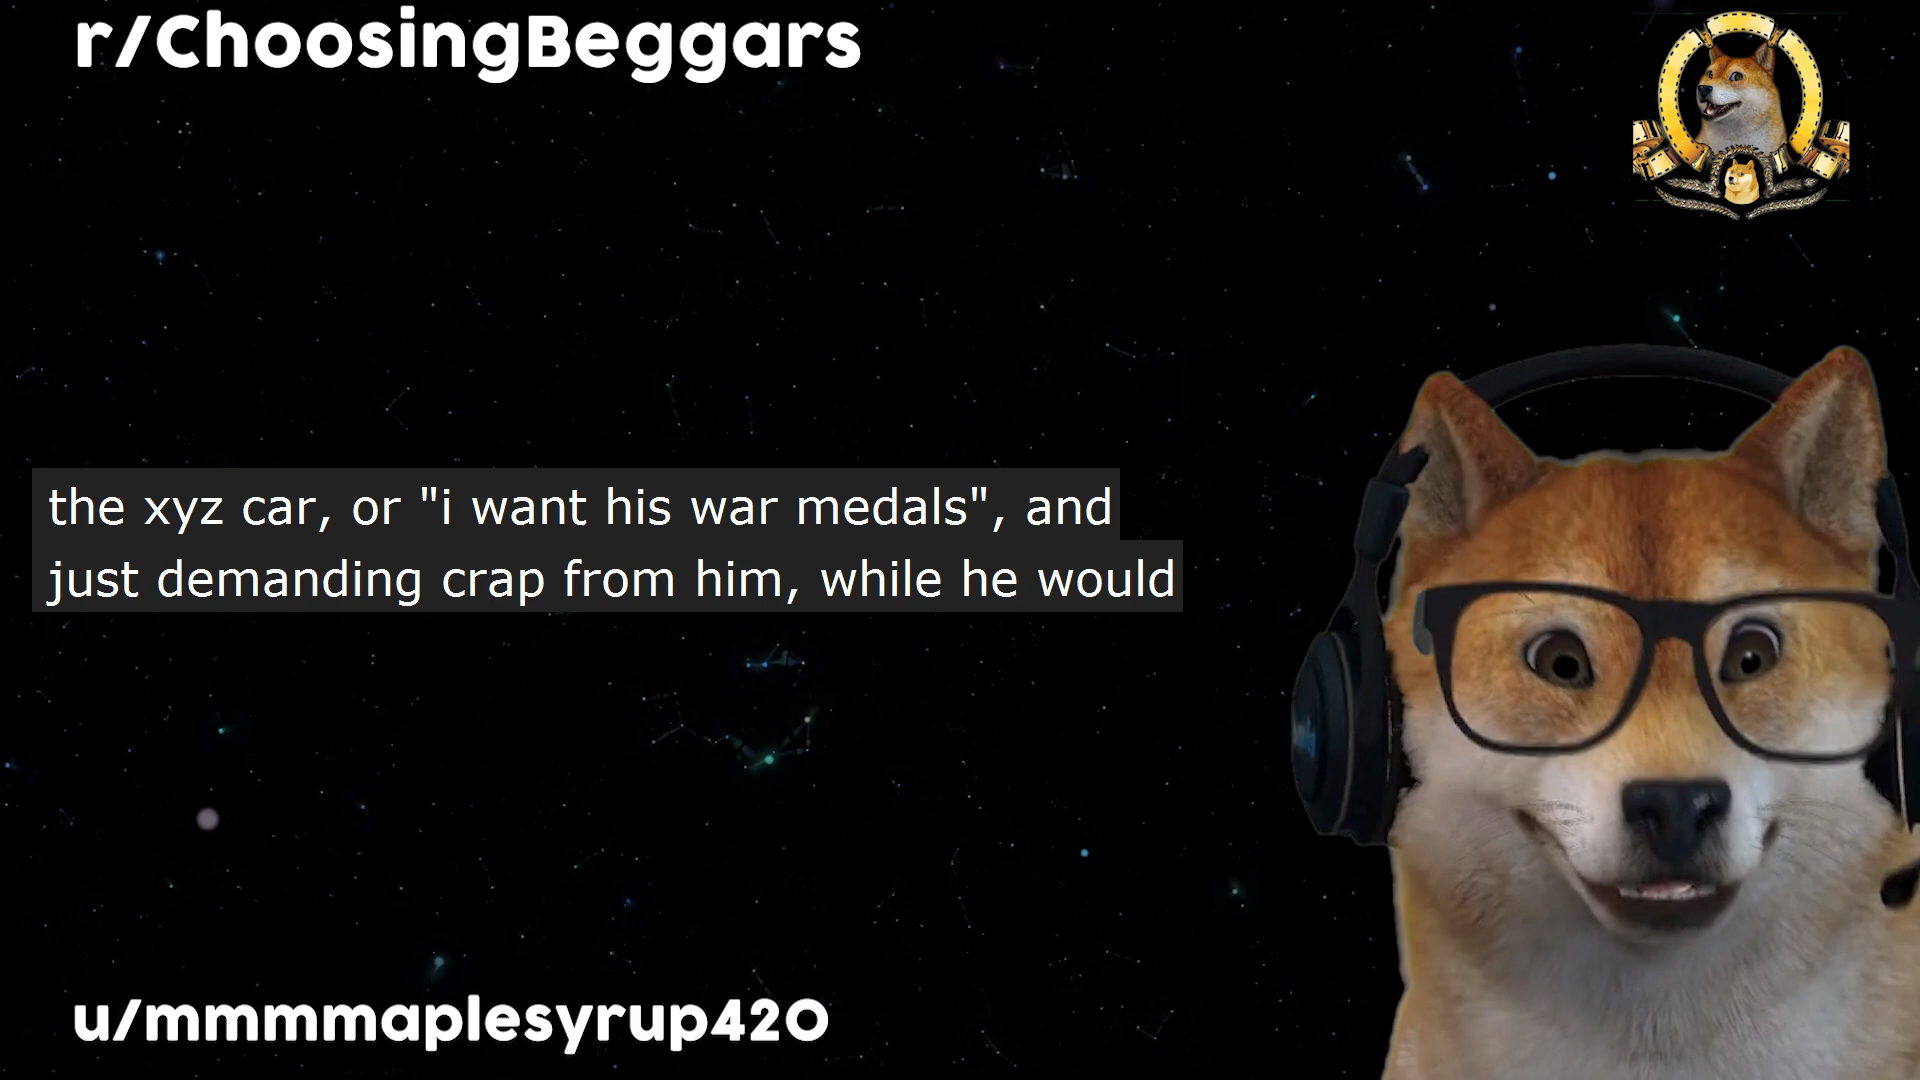 r/ChoosingBeggars
the xyz car, or "i want his war medals", and
just demanding crap from him, while he would
u/mmmmaplesyrup420